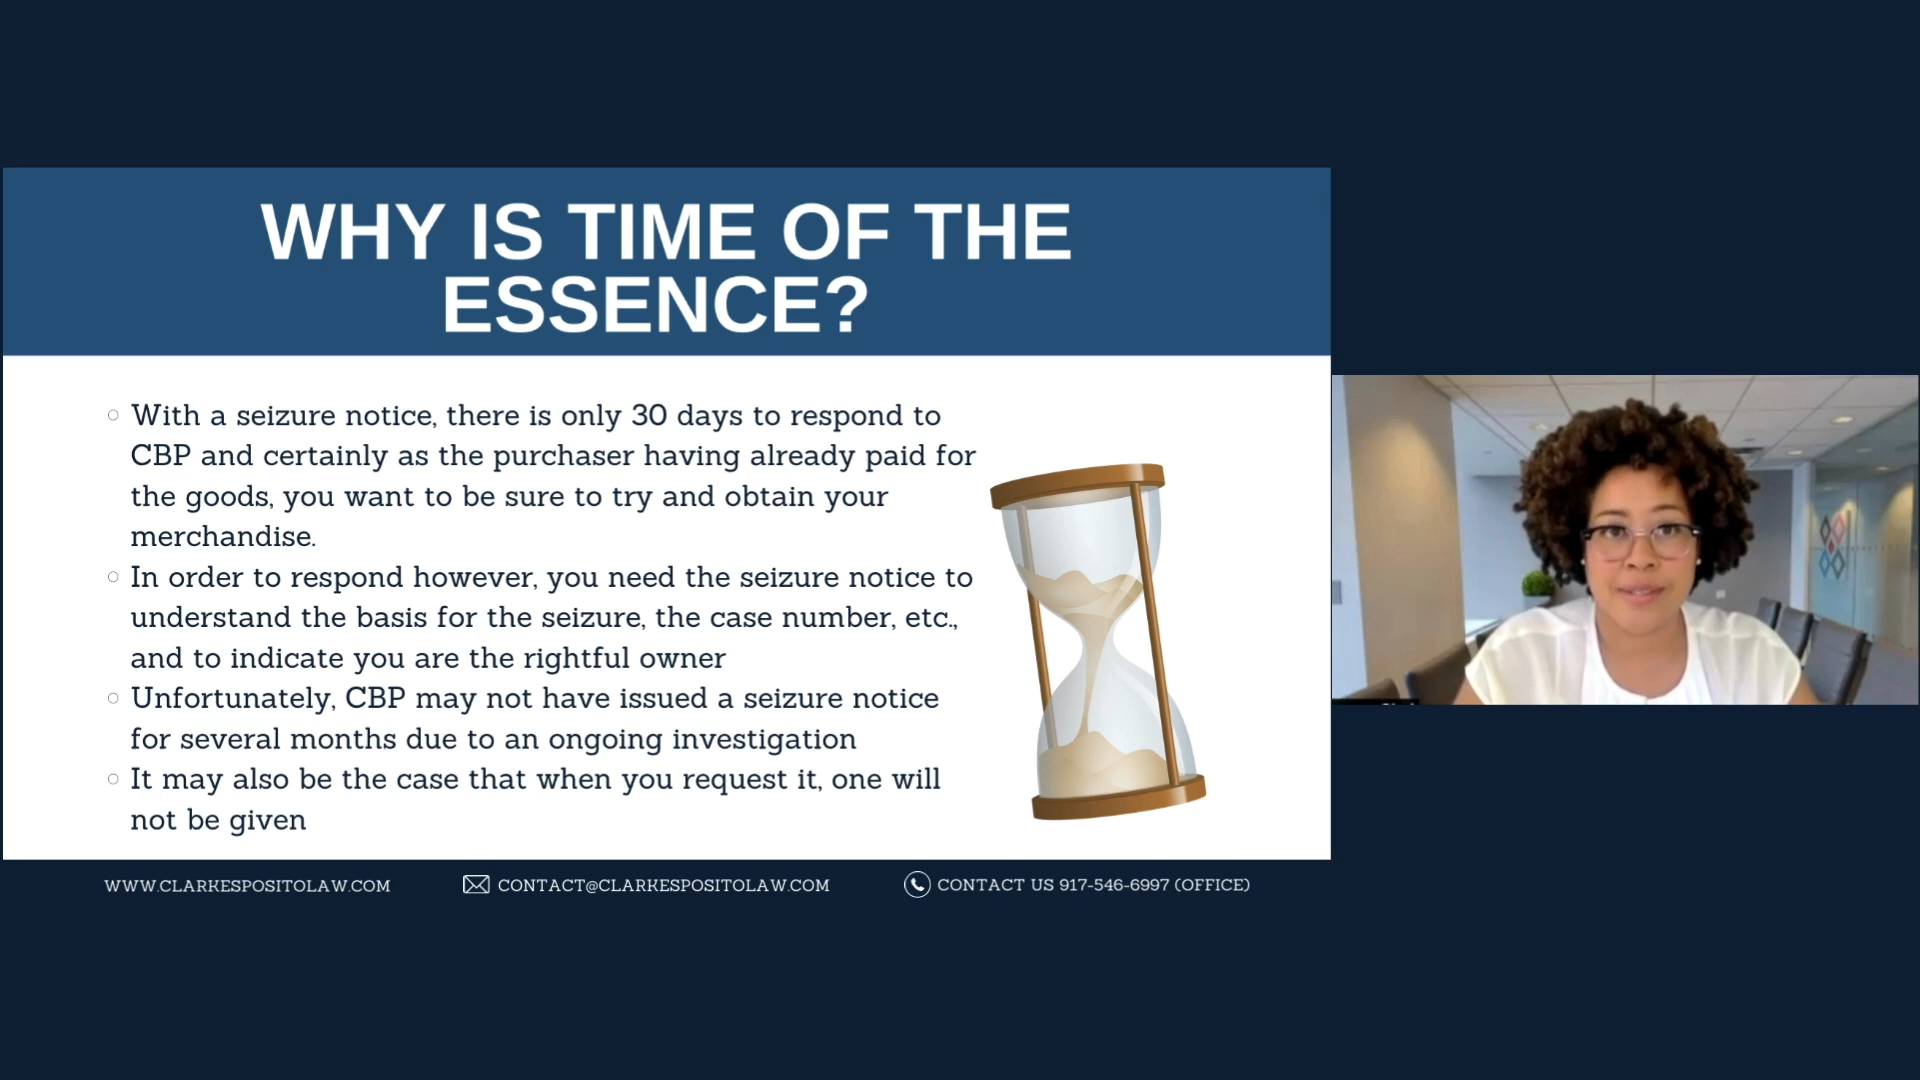 WHY IS TIME OF THE
ESSENCE?
With a seizure notice, there is only 30 days to respond to
CBP and certainly as the purchaser having already paid for
the goods, you want to be sure to try and obtain your
merchandise.
In order to respond however, you need the seizure notice to
understand the basis for the seizure, the case number, etc.,
and to indicate you are the rightful owner
Unfortunately, CBP may not have issued a seizure notice
for several months due to an ongoing investigation
It may also be the case that when you request it, one will
not be given
WWW.CLARKESPOSITOLAW.COM
CONTACT@CLARKESPOSITOLAW.COM
CONTACT US 917-546-6997 (OFFICE)